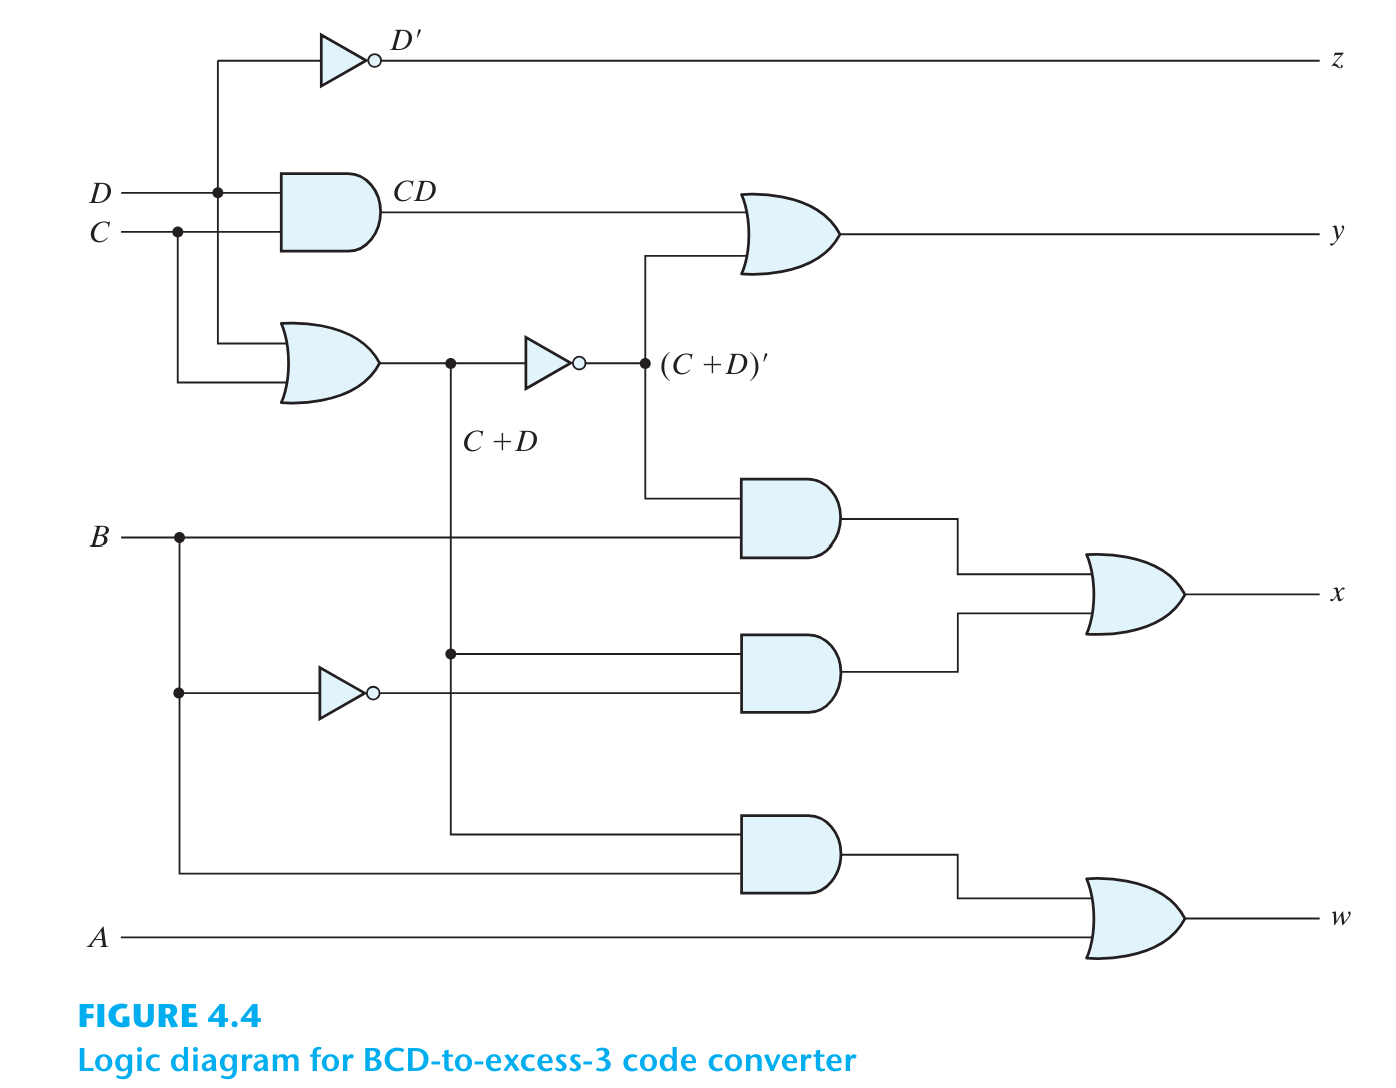 D′
z
D
CD
C
y
(C + D)′
C + D
B
x
A
w
FIGURE 4.4
Logic diagram for BCD-to-excess-3 code converter